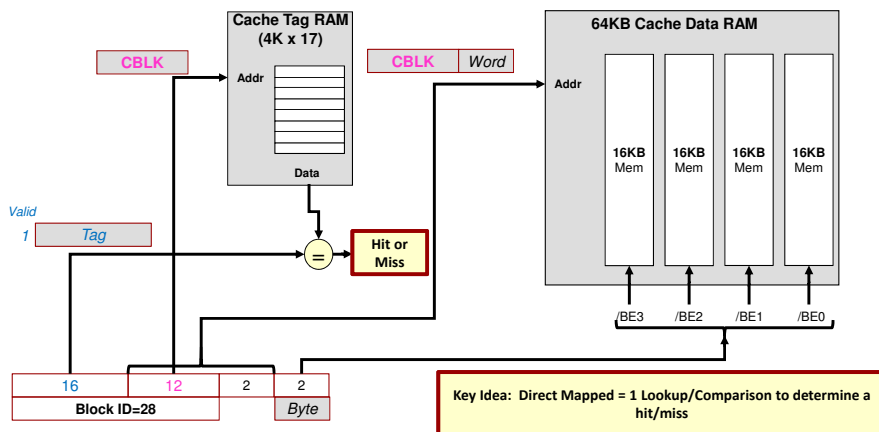 Cache Tag RAM
(4K x 17)
64KB Cache Data RAM
CBLK
CBLK Word
Addr
Addr
16KB
Mem
16KB
Mem
16KB
Mem
16KB
Mem
Data
Valid
1 Tag
=
Hit or
Miss
/BE3 /BE2 /BE1 /BE0
16 12 2 2
Block ID=28 Byte
Key Idea: Direct Mapped = 1 Lookup/Comparison to determine a
hit/miss